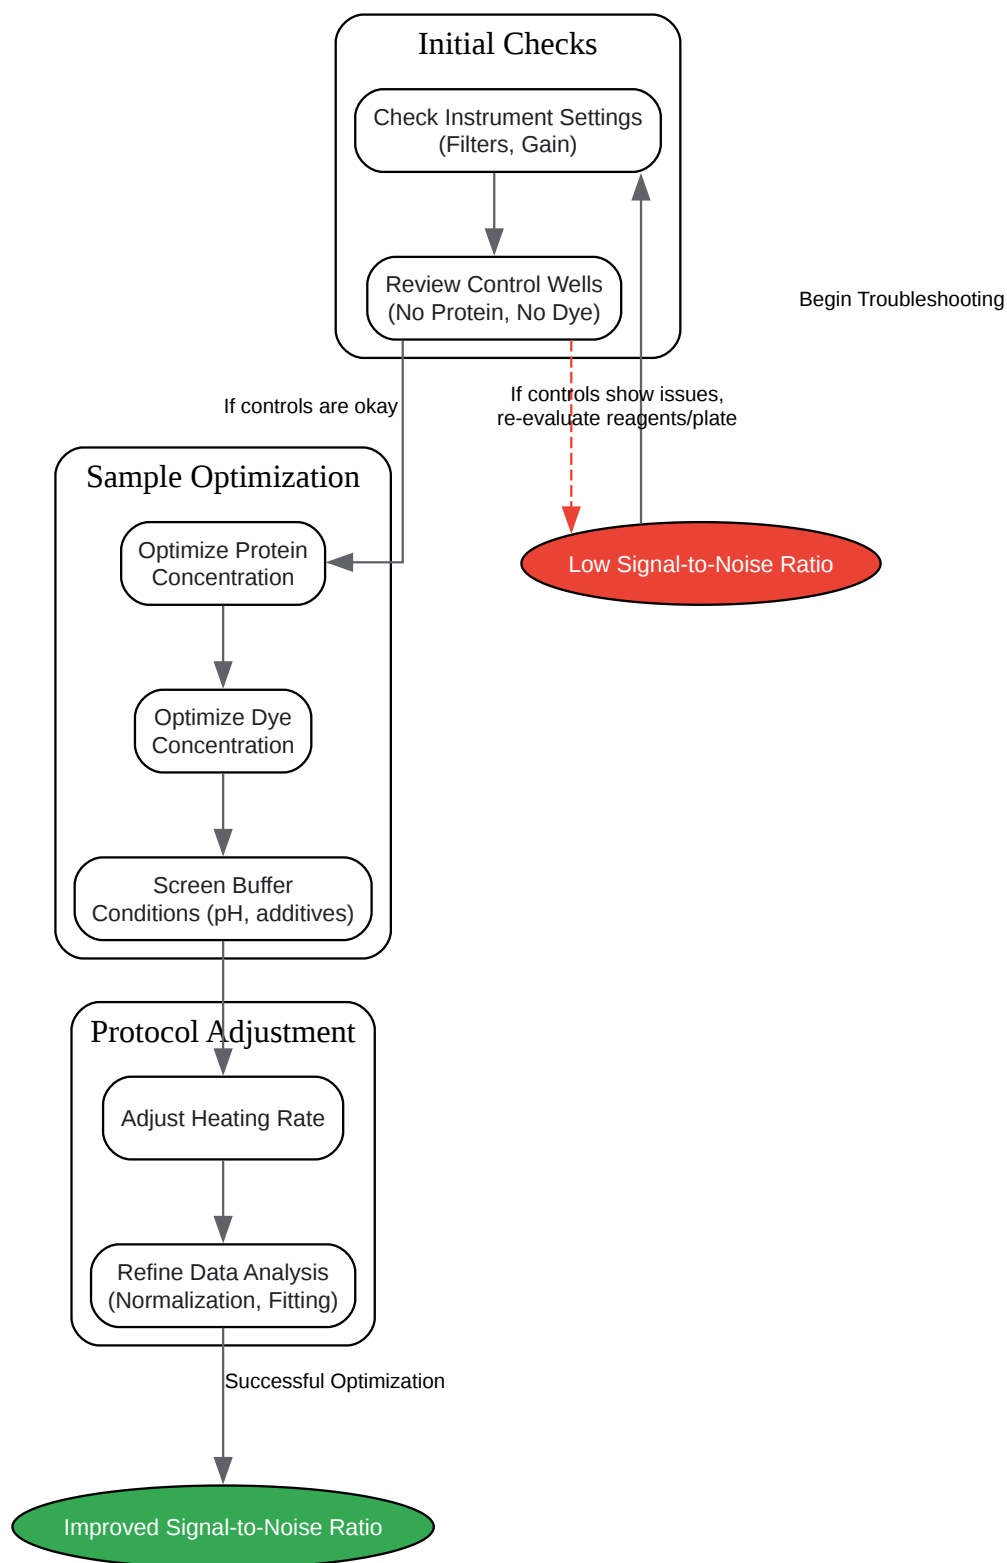 Initial Checks
Check Instrument Settings
(Filters, Gain)
Review Control Wells
(No Protein, No Dye)
Begin Troubleshooting
If controls are okay
If controls show issues,
re-evaluate reagents/plate
Sample Optimization
Optimize Protein
Concentration
Low Signal-to-Noise Ratio
Optimize Dye
Concentration
Screen Buffer
Conditions (pH, additives)
Protocol Adjustment
Adjust Heating Rate
Refine Data Analysis
(Normalization, Fitting)
Successful Optimization
Improved Signal-to-Noise Ratio